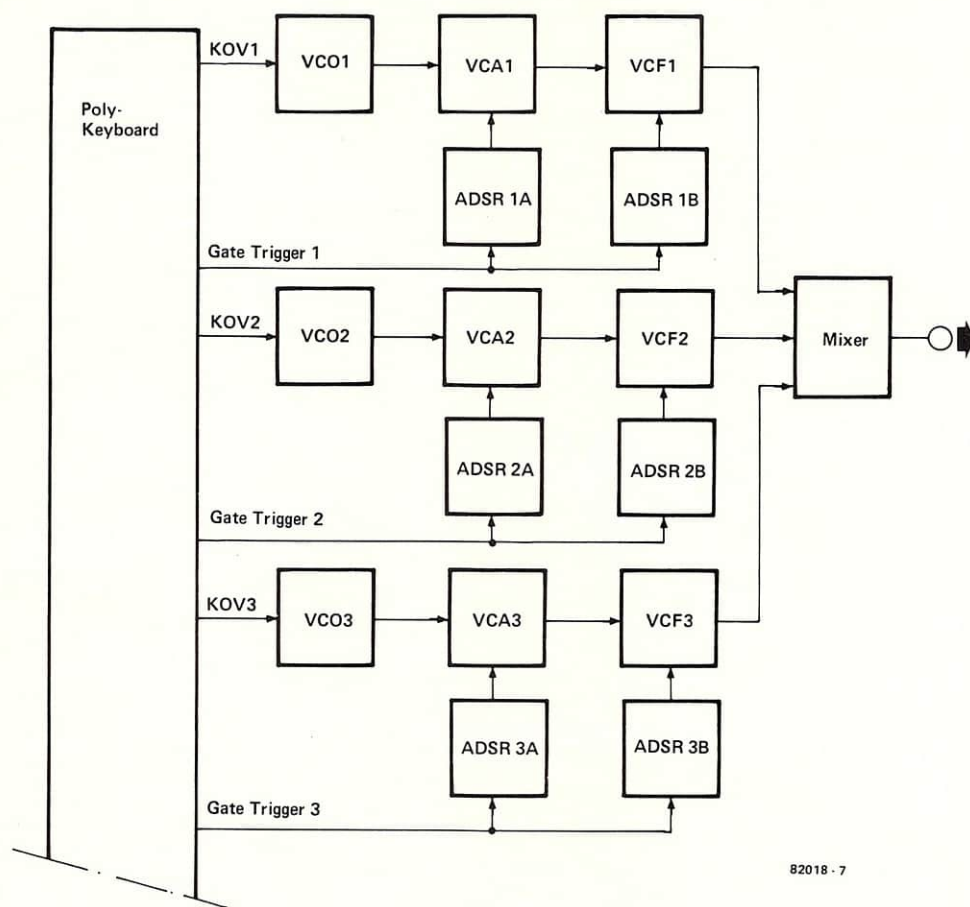 Poly-
Keyboard
KOV1
VCO1
VCA1
VCF1
ADSR 1A
ADSR 1B
Gate Trigger 1
KOV2
VCO2
VCA2
VCF2
Mixer
ADSR 2A
ADSR 2B
Gate Trigger 2
KOV3
VCO3
VCA3
VCF3
ADSR 3A
ADSR 3B
Gate Trigger 3
82018 - 7